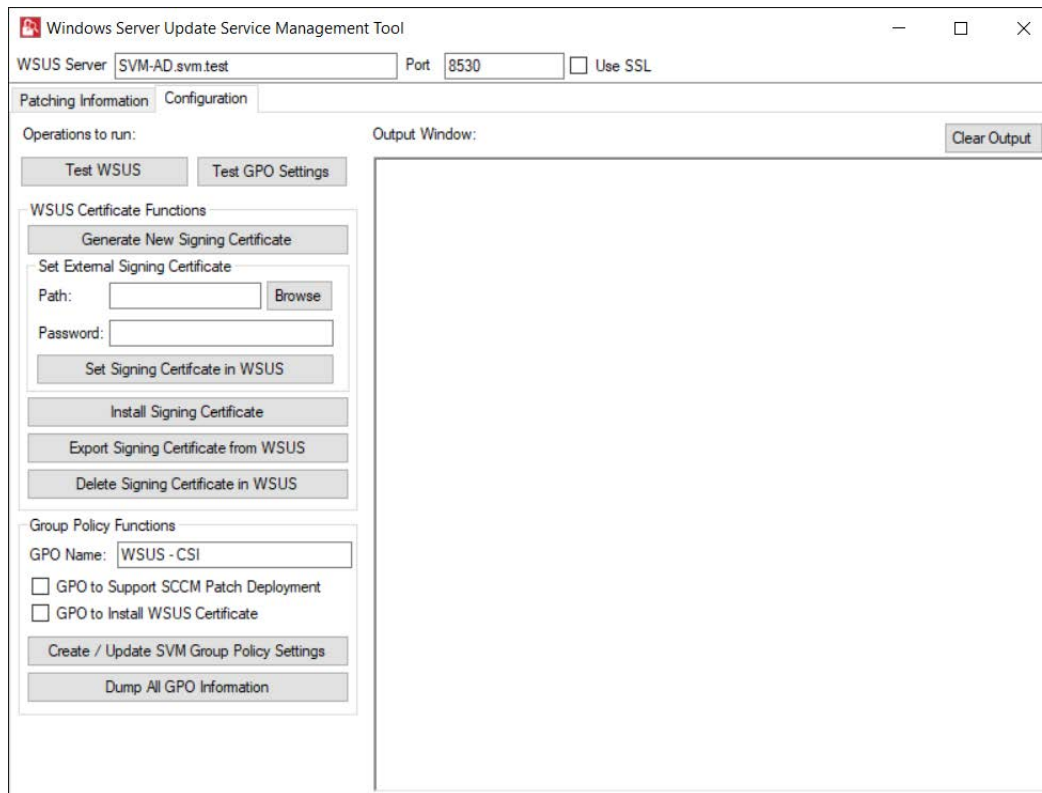 Windows Server Update Service Management Tool
WSUS Server SVM-AD.svm.test Port 8530 Use SSL
Patching Information Configuration
Operations to run: Output Window: Clear Output
Test WSUS Test GPO Settings
WSUS Certificate Functions
Generate New Signing Certificate
Set External Signing Certificate
Path: Browse
Password:
Set Signing Certifcate in WSUS
Install Signing Certificate
Export Signing Certificate from WSUS
Delete Signing Certificate in WSUS
Group Policy Functions
GPO Name: WSUS - CSI
GPO to Support SCCM Patch Deployment
GPO to Install WSUS Certificate
Create / Update SVM Group Policy Settings
Dump All GPO Information